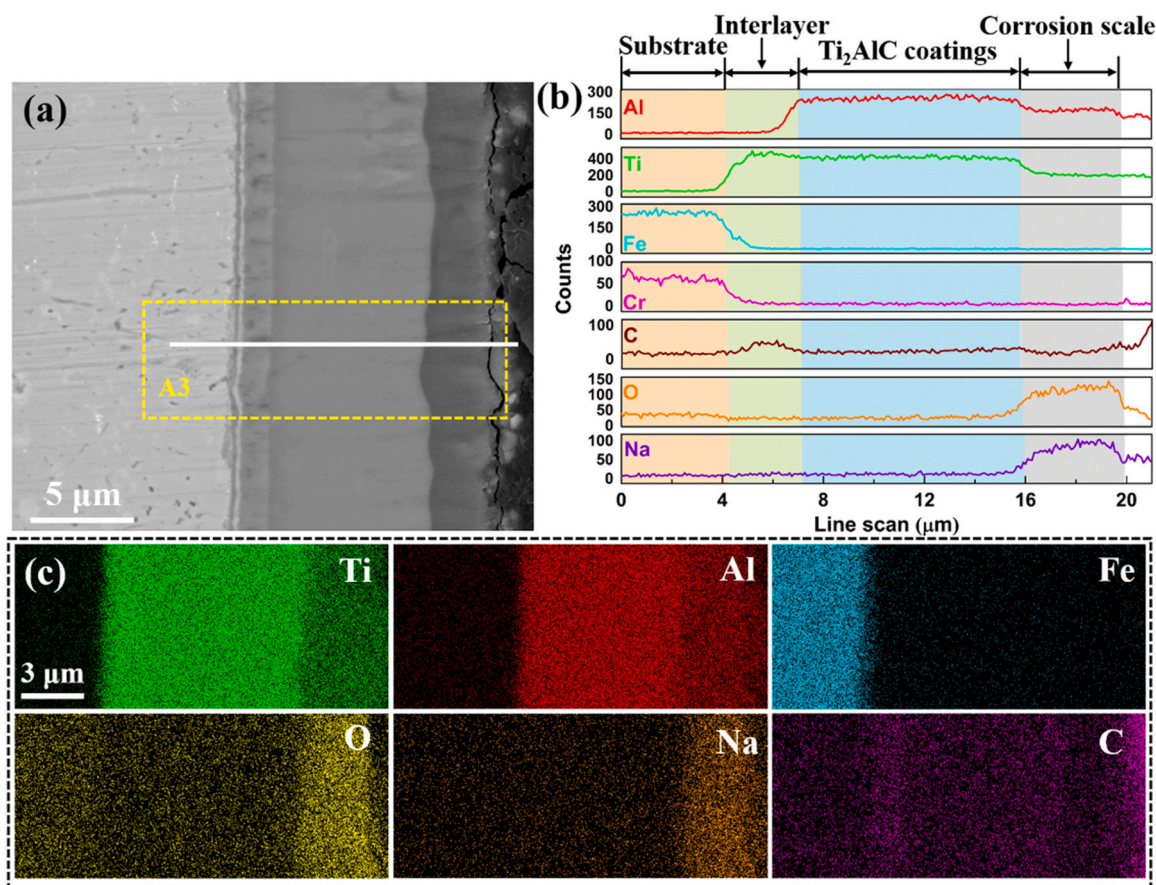 (a)
A3
5 μm
Substrate
Interlayer
Ti₂AlC coatings
Corrosion scale
(b)
Counts
300
150
0
Al
400
200
0
Ti
300
150
0
Fe
100
50
0
Cr
100
0
C
150
100
50
0
O
100
50
0
Na
0 4 8 12 16 20
Line scan (μm)
(c)
3 μm
Ti
Al
Fe
O
Na
C